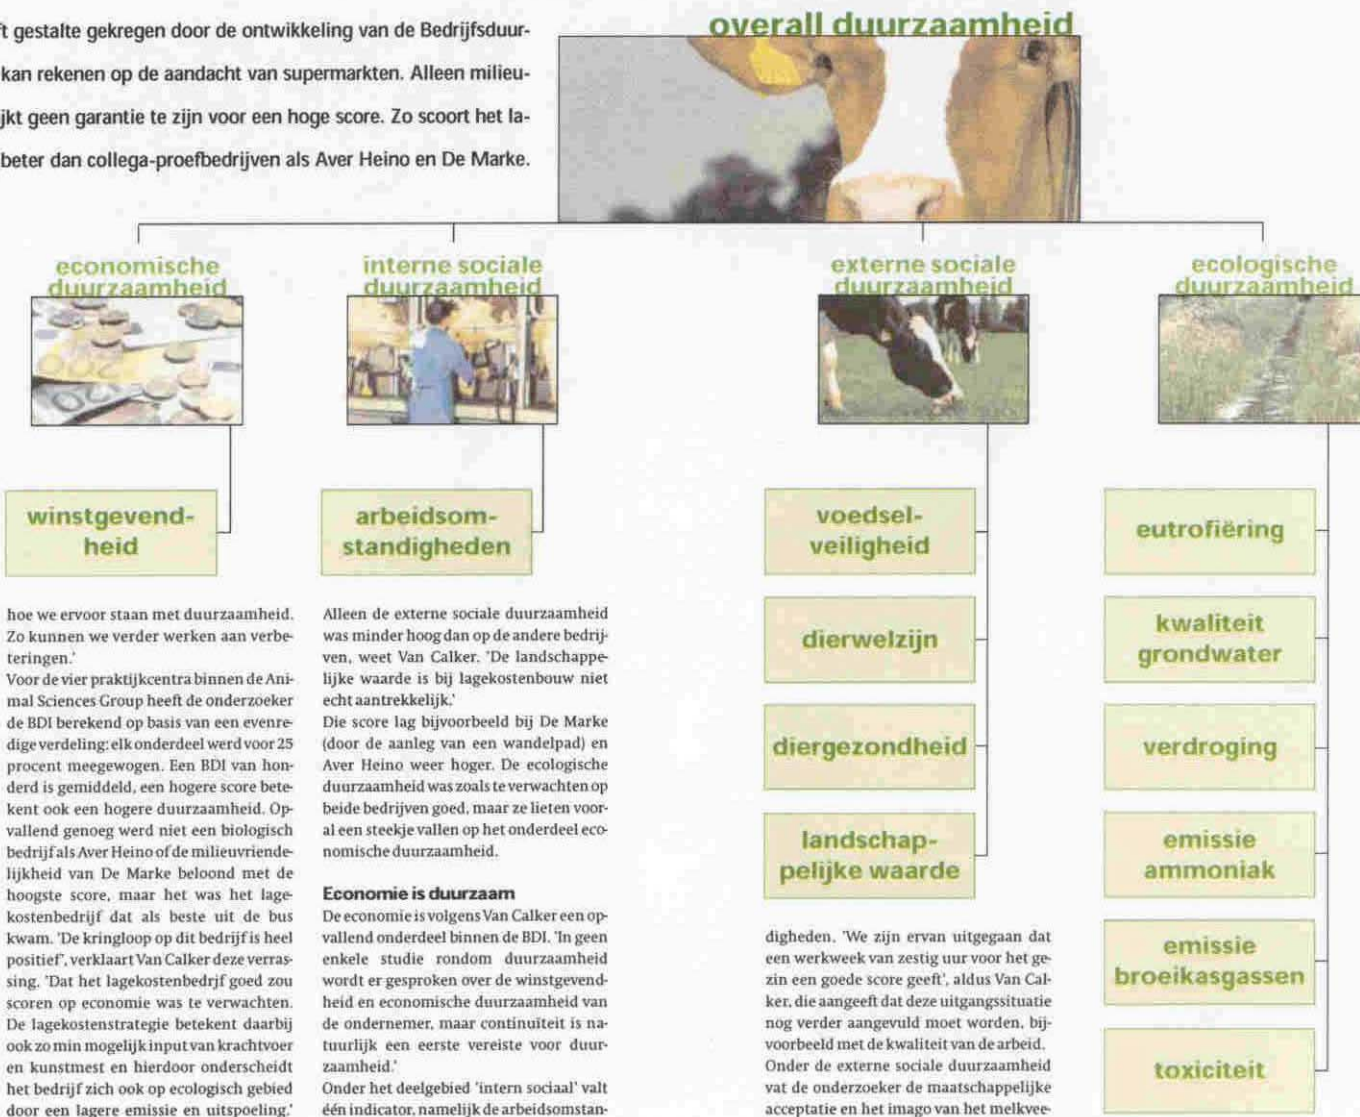 t gestalte gekregen door de ontwikkeling van de Bedrijfsduur-
kan rekenen op de aandacht van supermarkten. Alleen milieu-
jkt geen garantie te zijn voor een hoge score. Zo scoort het la-
beter dan collega-proefbedrijven als Aver Heino en De Marke.
overall duurzaamheid
economische
duurzaamheid
interne sociale
duurzaamheid
externe sociale
duurzaamheid
ecologische
duurzaamheid
winstgevend-
heid
arbeidsom-
standigheden
voedsel-
veiligheid
dierwelzijn
diergezondheid
landschap-
pelijke waarde
eutrofiëring
kwaliteit
grondwater
verdroging
emissie
ammoniak
emissie
broeikasgassen
toxiciteit
hoe we ervoor staan met duurzaamheid.
Zo kunnen we verder werken aan verbe-
teringen.'
Voor de vier praktijkcentra binnen de Ani-
mal Sciences Group heeft de onderzoeker
de BDI berekend op basis van een evenre-
dige verdeling: elk onderdeel werd voor 25
procent meegewogen. Een BDI van hon-
derd is gemiddeld, een hogere score bete-
kent ook een hogere duurzaamheid. Op-
vallend genoeg werd niet een biologisch
bedrijf als Aver Heino of de milieuvriende-
lijkheid van De Marke beloond met de
hoogste score, maar het was het lage-
kostenbedrijf dat als beste uit de bus
kwam. 'De kringloop op dit bedrijf is heel
positief', verklaart Van Calker deze verras-
sing. 'Dat het lagekostenbedrjf goed zou
scoren op economie was te verwachten.
De lagekostenstrategie betekent daarbij
ook zo min mogelijk input van krachtvoer
en kunstmest en hierdoor onderscheidt
het bedrijf zich ook op ecologisch gebied
door een lagere emissie en uitspoeling.'
Alleen de externe sociale duurzaamheid
was minder hoog dan op de andere bedrij-
ven, weet Van Calker. 'De landschappe-
lijke waarde is bij lagekostenbouw niet
echt aantrekkelijk.'
Die score lag bijvoorbeeld bij De Marke
(door de aanleg van een wandelpad) en
Aver Heino weer hoger. De ecologische
duurzaamheid was zoals te verwachten op
beide bedrijven goed, maar ze lieten voor-
al een steekje vallen op het onderdeel eco-
nomische duurzaamheid.
Economie is duurzaam
De economie is volgens Van Calker een op-
vallend onderdeel binnen de BDI. 'In geen
enkele studie rondom duurzaamheid
wordt er gesproken over de winstgevend-
heid en economische duurzaamheid van
de ondernemer, maar continuïteit is na-
tuurlijk een eerste vereiste voor duur-
zaamheid.'
Onder het deelgebied 'intern sociaal' valt
één indicator, namelijk de arbeidsomstan-
digheden. 'We zijn ervan uitgegaan dat
een werkweek van zestig uur voor het ge-
zin een goede score geeft', aldus Van Cal-
ker, die aangeeft dat deze uitgangssituatie
nog verder aangevuld moet worden, bij-
voorbeeld met de kwaliteit van de arbeid.
Onder de externe sociale duurzaamheid
vat de onderzoeker de maatschappelijke
acceptatie en het imago van het melkvee-